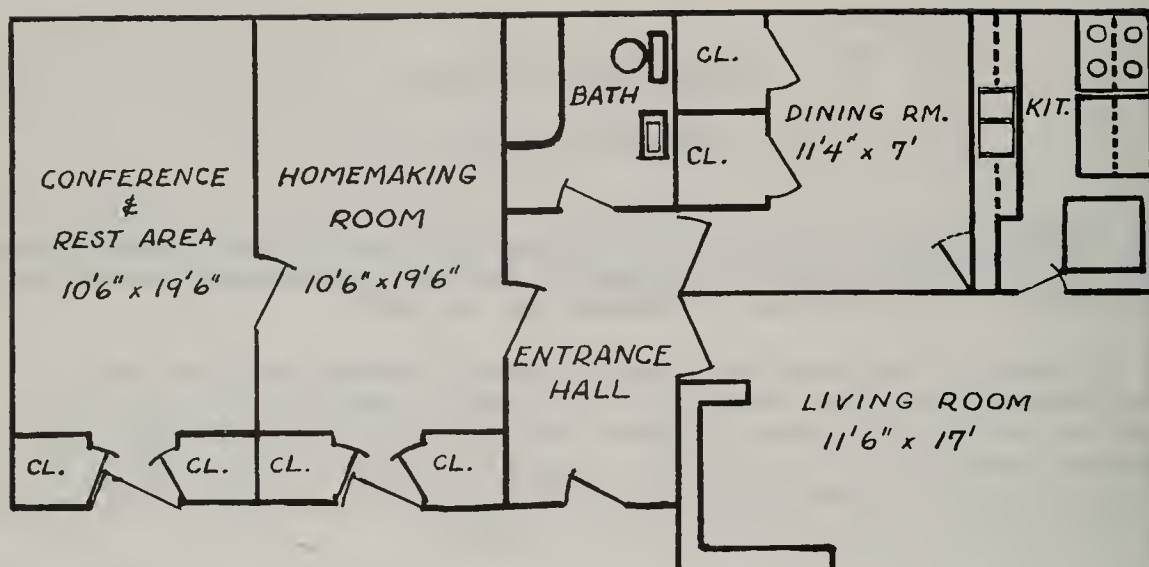 CONFERENCE
&
REST AREA
10'6" x 19'6"
CL.
CL.
HOMEMAKING
ROOM
10'6" x 19'6"
CL.
CL.
BATH
CL.
CL.
ENTRANCE
HALL
DINING RM.
11'4" x 7'
KIT.
LIVING ROOM
11'6" x 17'